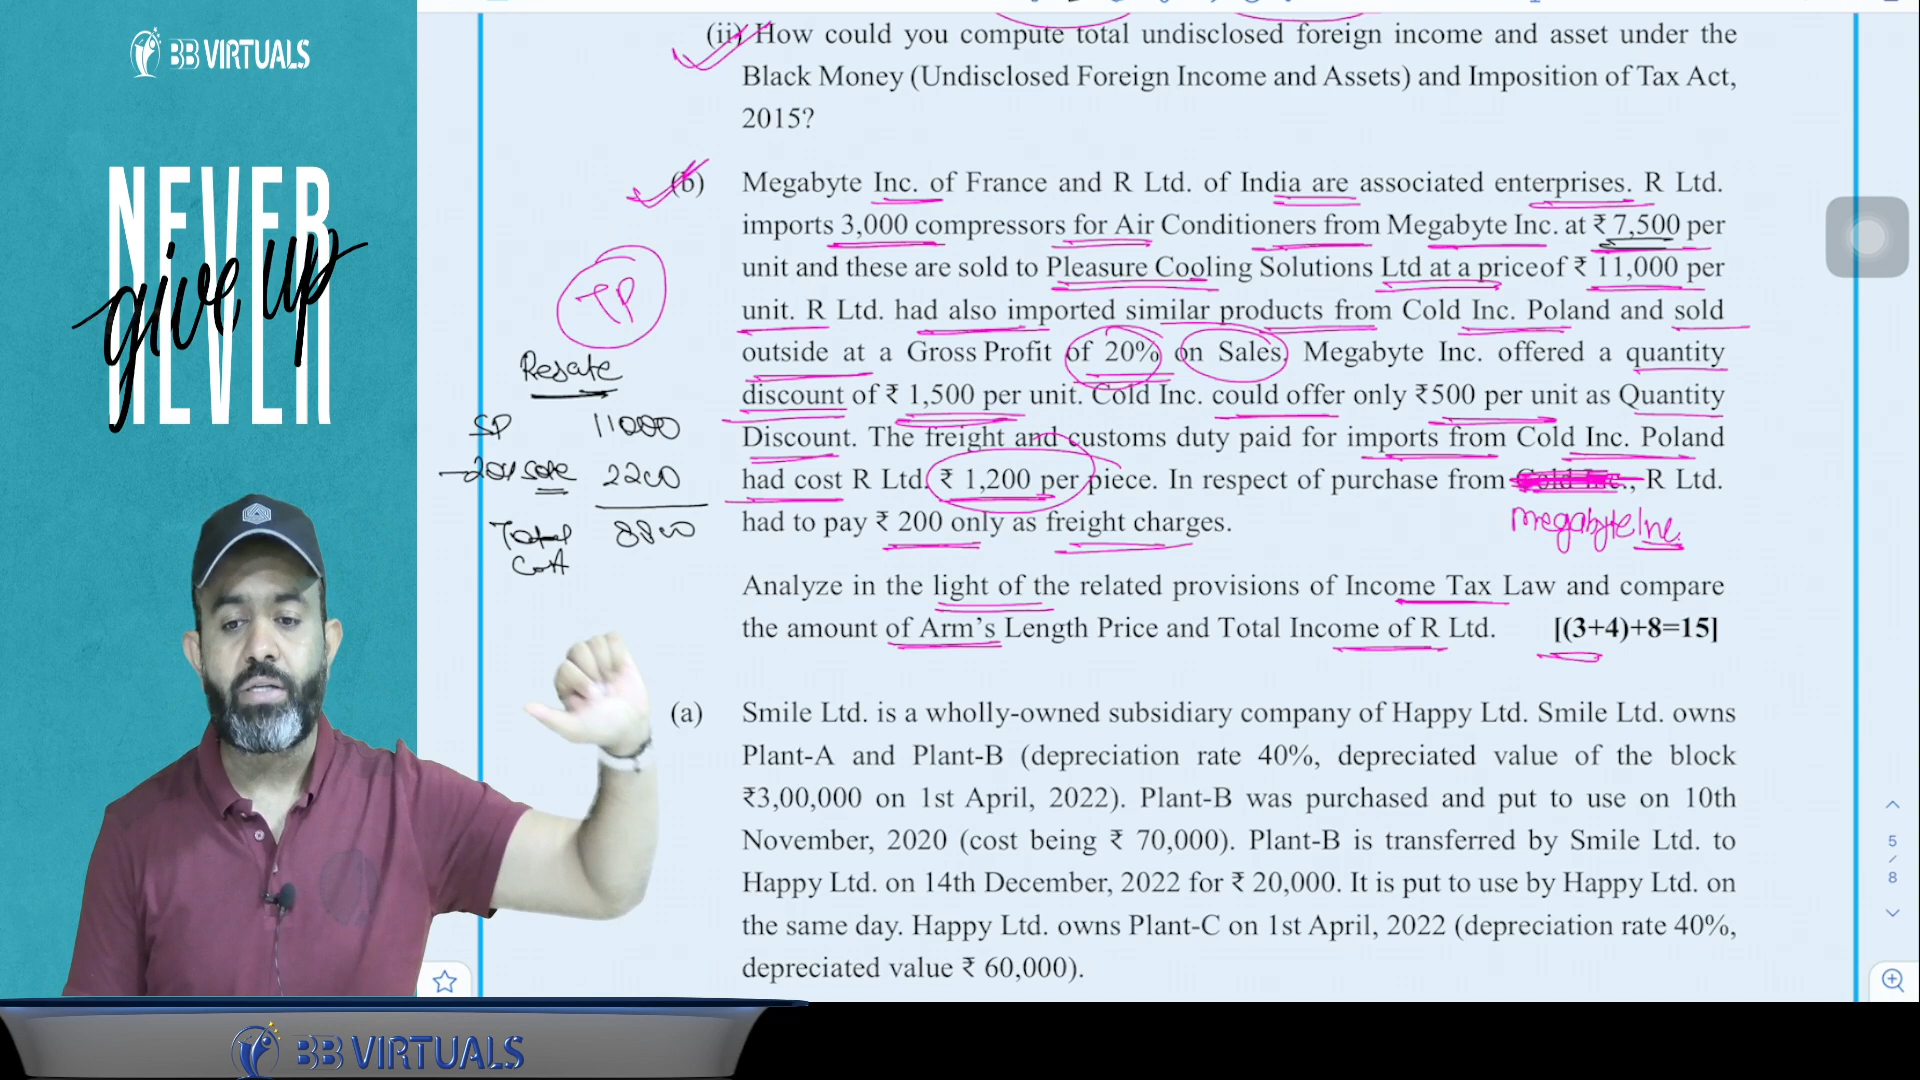 BB VIRTUALS
NEVER
give up
NEVER
(ii) How could you compute total undisclosed foreign income and asset under the
Black Money (Undisclosed Foreign Income and Assets) and Imposition of Tax Act,
2015?
(b) Megabyte Inc. of France and R Ltd. of India are associated enterprises. R Ltd.
imports 3,000 compressors for Air Conditioners from Megabyte Inc. at ₹ 7,500 per
unit and these are sold to Pleasure Cooling Solutions Ltd at a priceof ₹ 11,000 per
unit. R Ltd. had also imported similar products from Cold Inc. Poland and sold
outside at a Gross Profit of 20% on Sales, Megabyte Inc. offered a quantity
discount of ₹ 1,500 per unit. Cold Inc. could offer only ₹500 per unit as Quantity
Discount. The freight and customs duty paid for imports from Cold Inc. Poland
had cost R Ltd. ₹ 1,200 per piece. In respect of purchase from Cold Inc., R Ltd.
had to pay ₹ 200 only as freight charges.
Megabyte Inc.
TP
Resale
SP 11000
-20% sale 2200
Total 8800
Cost
Analyze in the light of the related provisions of Income Tax Law and compare
the amount of Arm's Length Price and Total Income of R Ltd. [(3+4)+8=15]
(a) Smile Ltd. is a wholly-owned subsidiary company of Happy Ltd. Smile Ltd. owns
Plant-A and Plant-B (depreciation rate 40%, depreciated value of the block
₹3,00,000 on 1st April, 2022). Plant-B was purchased and put to use on 10th
November, 2020 (cost being ₹ 70,000). Plant-B is transferred by Smile Ltd. to
Happy Ltd. on 14th December, 2022 for ₹ 20,000. It is put to use by Happy Ltd. on
the same day. Happy Ltd. owns Plant-C on 1st April, 2022 (depreciation rate 40%,
depreciated value ₹ 60,000).
5
/
8
BB VIRTUALS